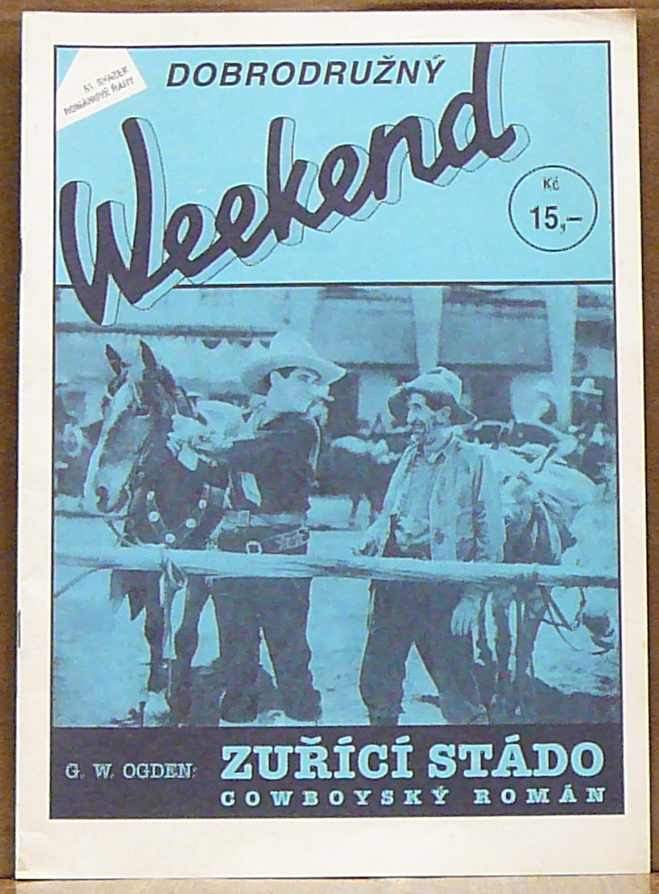 51. SVAZEK
ROMÁNOVÉ ŘADY
DOBRODRUŽNÝ
Weekend
Kč
15,–
G. W. OGDEN:
ZUŘÍCÍ STÁDO
COWBOYSKÝ ROMÁN